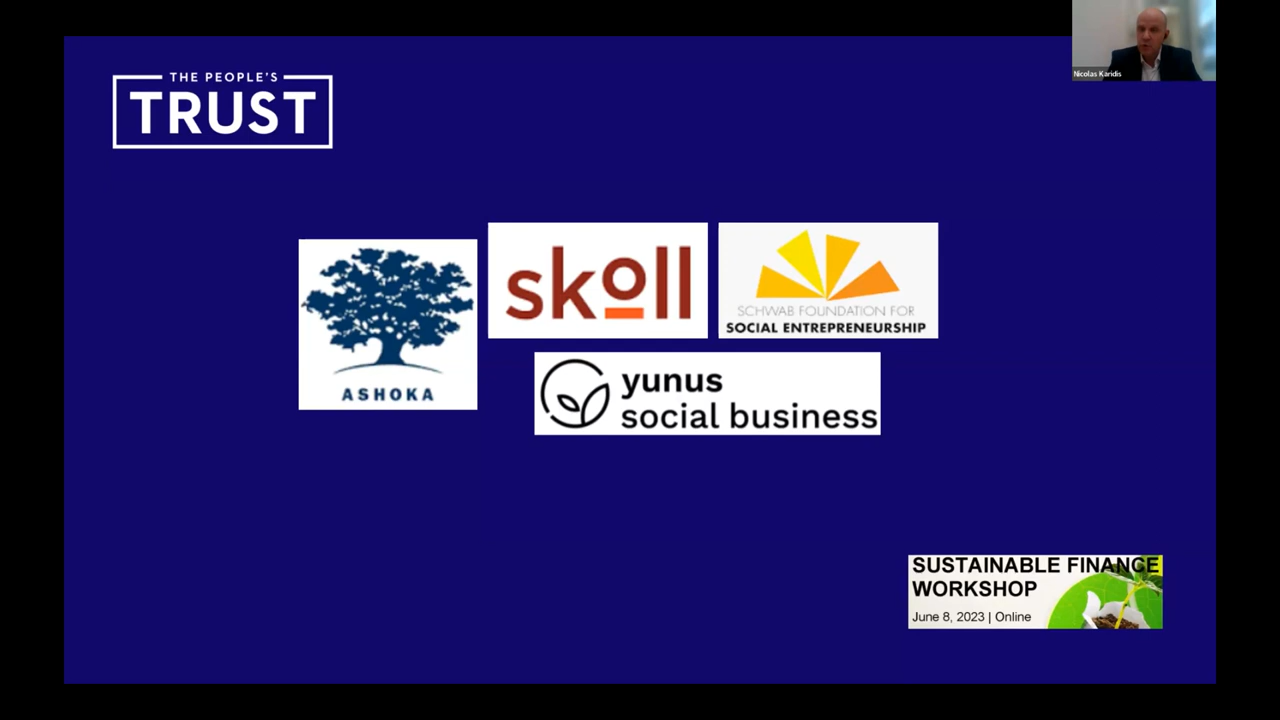 THE PEOPLE'S
TRUST
Nicolas Karidis
ASHOKA
skoll
SCHWAB FOUNDATION FOR
SOCIAL ENTREPRENEURSHIP
yunus
social business
SUSTAINABLE FINANCE
WORKSHOP
June 8, 2023 | Online